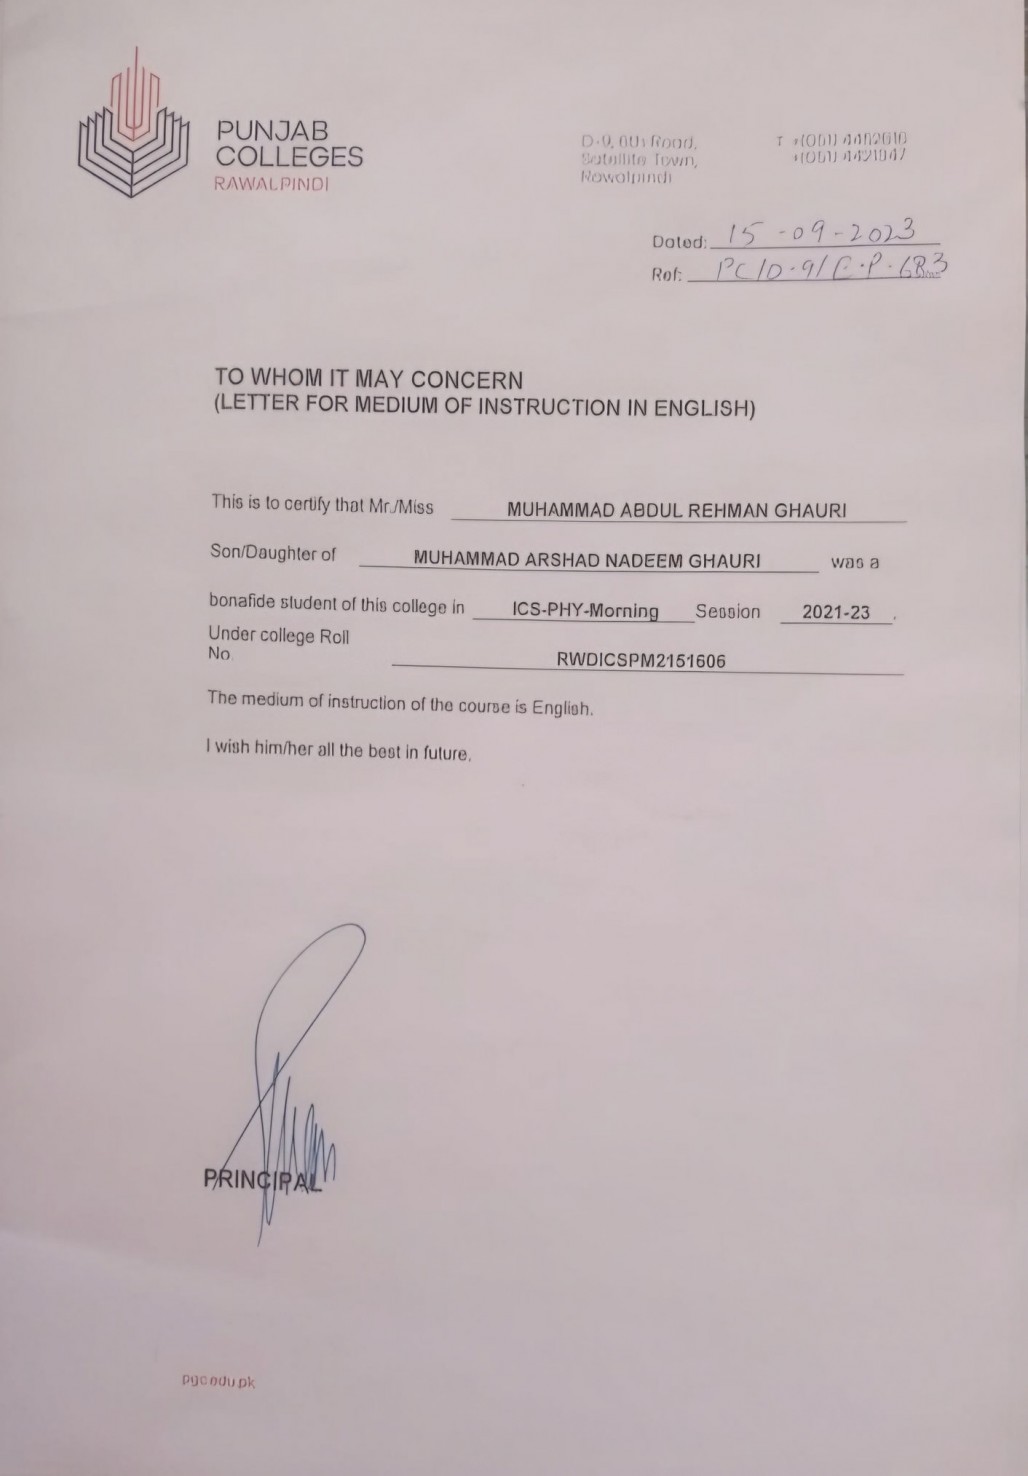 PUNJAB
COLLEGES
RAWALPINDI
D-9, 6th Road,
Satellite Town,
Rawalpindi
T +(051)
+(051)
Dated: 15-09-2023
Ref: PC/D-9/E.P.683
TO WHOM IT MAY CONCERN
(LETTER FOR MEDIUM OF INSTRUCTION IN ENGLISH)
This is to certify that Mr./Miss MUHAMMAD ABDUL REHMAN GHAURI
Son/Daughter of MUHAMMAD ARSHAD NADEEM GHAURI was a
bonafide student of this college in ICS-PHY-Morning Session 2021-23.
Under college Roll
No. RWDICSPM2151606
The medium of instruction of the course is English.
I wish him/her all the best in future.
PRINCIPAL
pgc.edu.pk